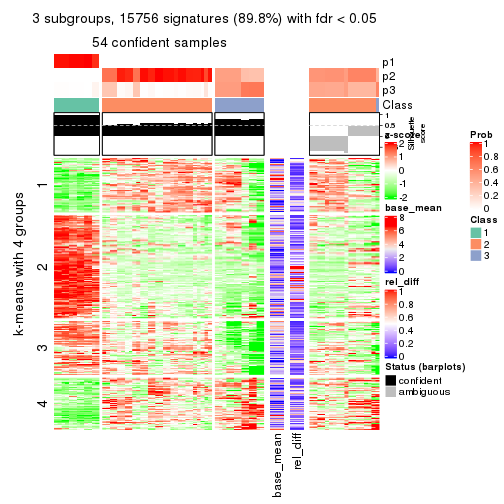 3 subgroups, 15756 signatures (89.8%) with fdr < 0.05
54 confident samples
p1
p2
p3
Class
1
0.5
0
Silhouette
score
z-score
2
1
0
-1
-2
base_mean
8
6
4
2
0
rel_diff
1
0.8
0.6
0.4
0.2
0
Status (barplots)
confident
ambiguous
Prob
1
0.8
0.6
0.4
0.2
0
Class
1
2
3
k-means with 4 groups
1
2
3
4
base_mean
rel_diff